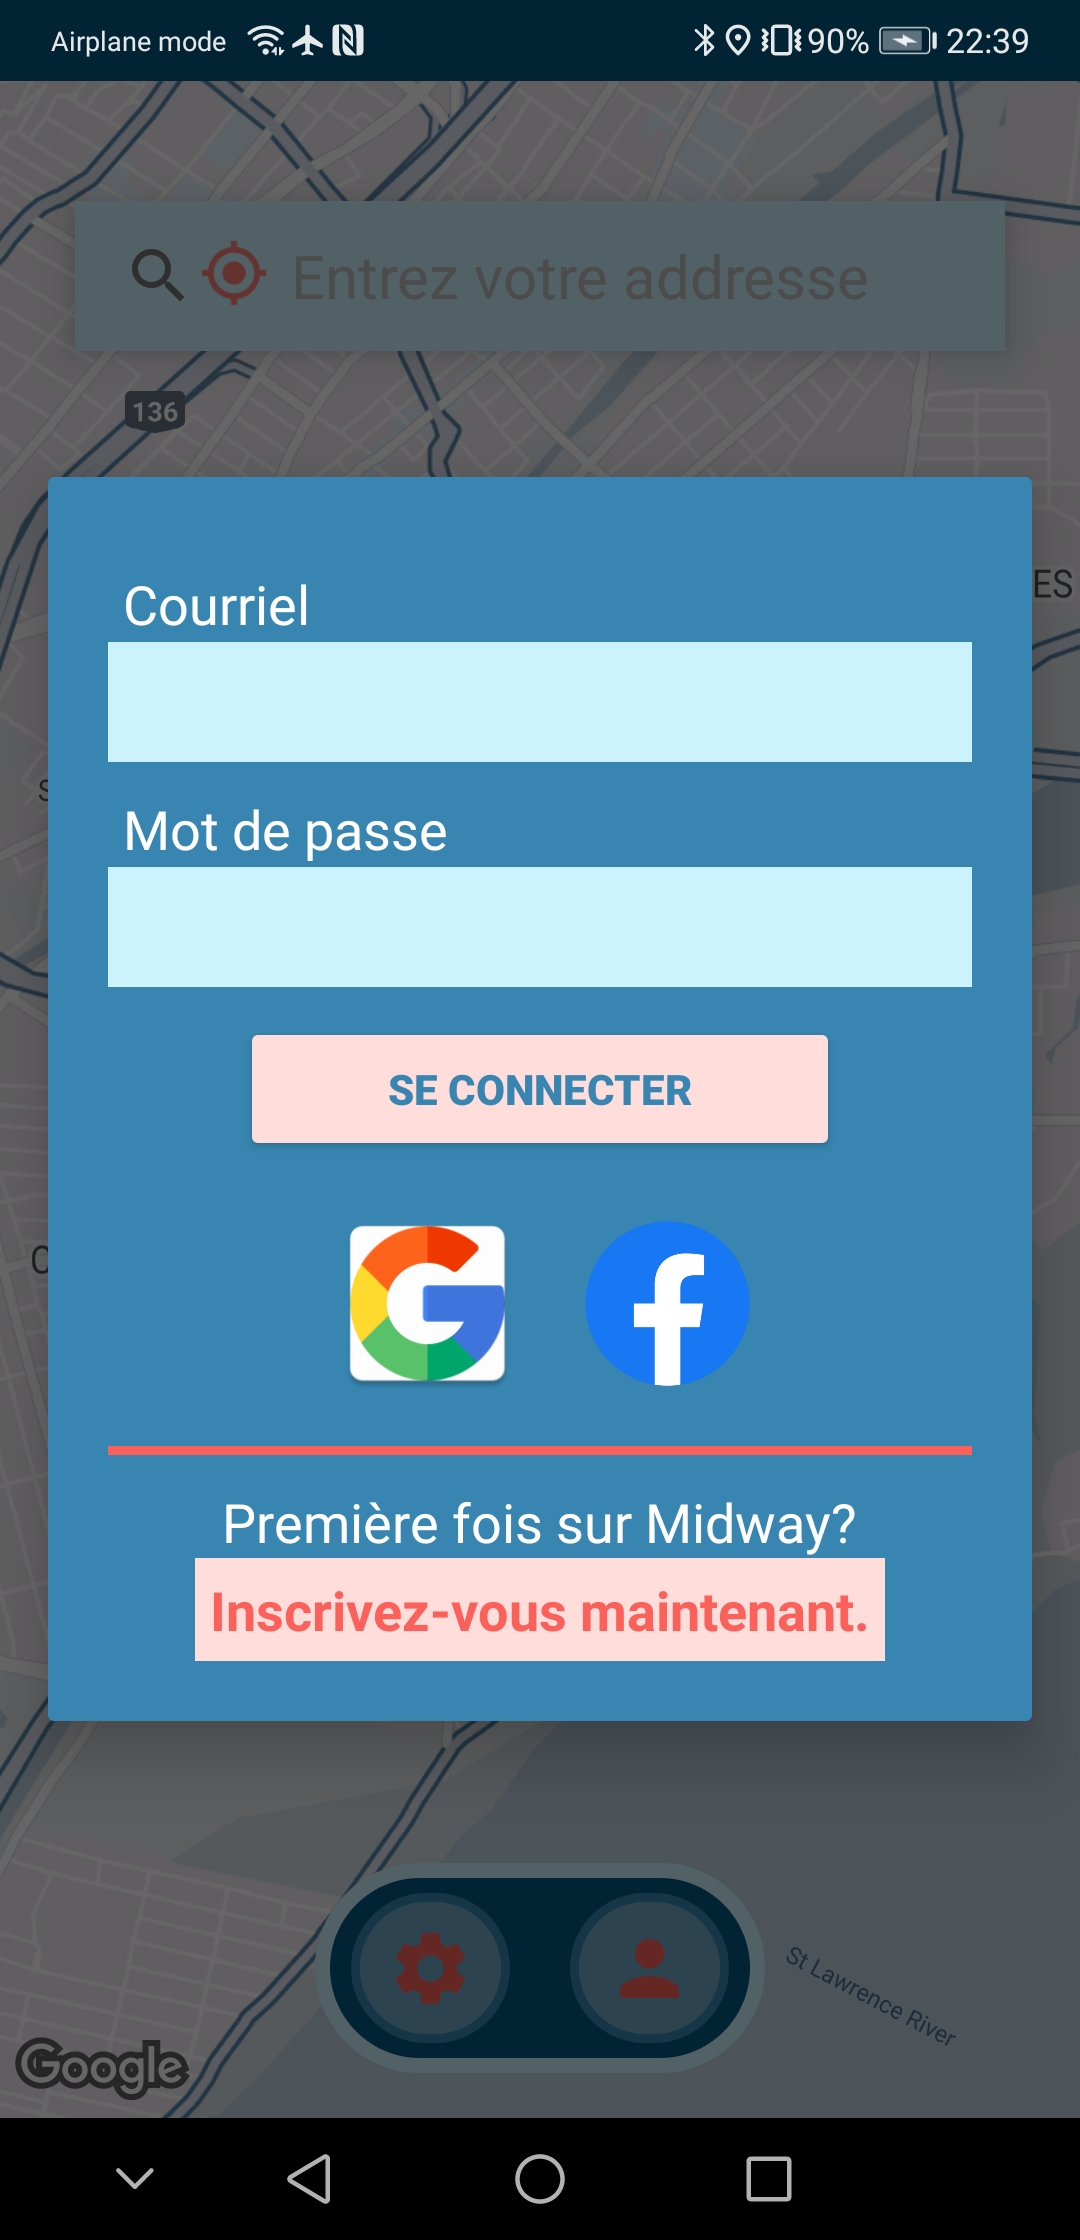 Airplane mode 90% 22:39
Entrez votre addresse
136
ES
Courriel
Mot de passe
SE CONNECTER
Première fois sur Midway?
Inscrivez-vous maintenant.
St Lawrence River
Google